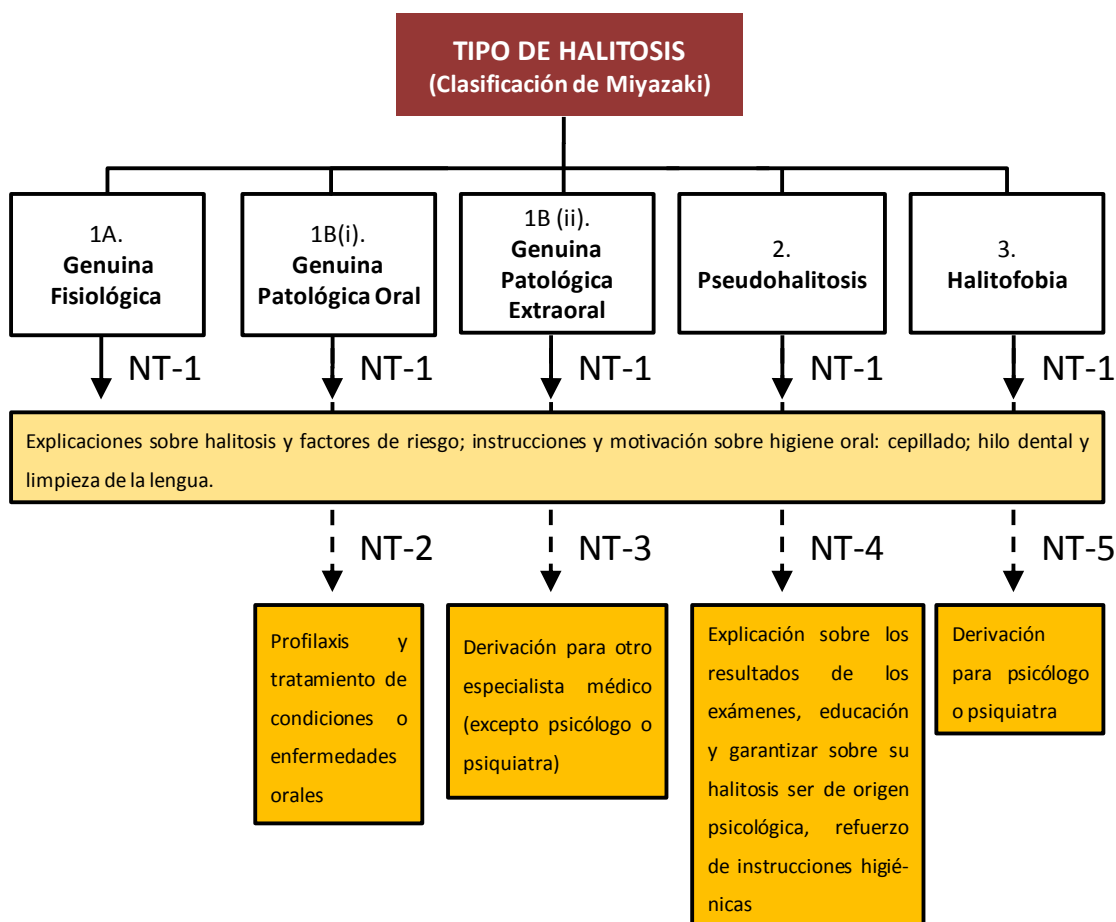 TIPO DE HALITOSIS
(Clasificación de Miyazaki)
1A.
Genuina
Fisiológica
1B(i).
Genuina
Patológica Oral
1B (ii).
Genuina
Patológica
Extraoral
2.
Pseudohalitosis
3.
Halitofobia
NT-1
NT-1
NT-1
NT-1
NT-1
Explicaciones sobre halitosis y factores de riesgo; instrucciones y motivación sobre higiene oral: cepillado; hilo dental y
limpieza de la lengua.
NT-2
NT-3
NT-4
NT-5
Profilaxis y
tratamiento de
condiciones o
enfermedades
orales
Derivación para otro
especialista médico
(excepto psicólogo o
psiquiatra)
Explicación sobre los
resultados de los
exámenes, educación
y garantizar sobre su
halitosis ser de origen
psicológica, refuerzo
de instrucciones higié-
nicas
Derivación
para psicólogo
o psiquiatra